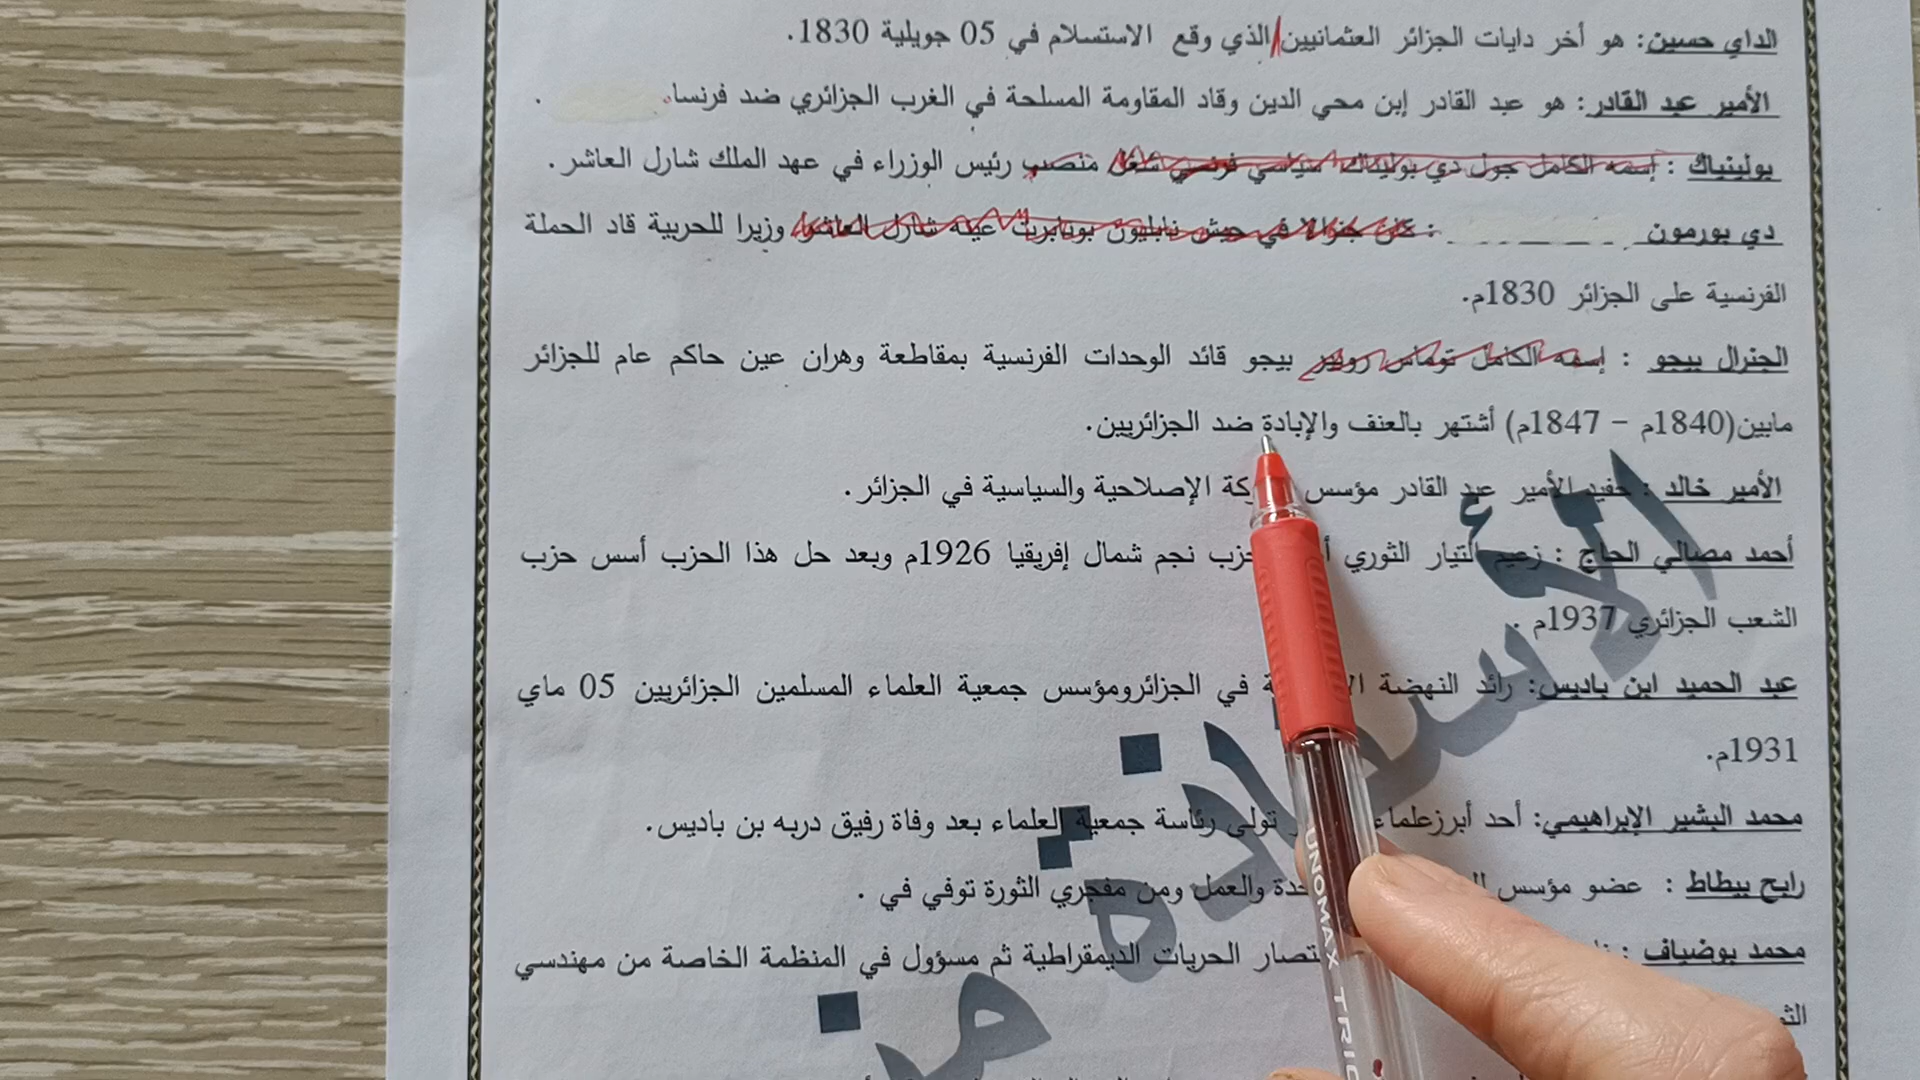 الداي حسين: هو أخر دايات الجزائر العثمانيين الذي وقع الاستسلام في 05 جويلية 1830.
الأمير عبد القادر: هو عبد القادر إبن محي الدين وقاد المقاومة المسلحة في الغرب الجزائري ضد فرنسا. .
بولينياك : إسمه الكامل جول دي بوليناك سياسي فرنسي شغل منصب رئيس الوزراء في عهد الملك شارل العاشر.
دي بورمون : جنرالا في جيش نابليون بونابرت عينه شارل العاشر وزيرا للحربية قاد الحملة
الفرنسية على الجزائر 1830م.
الجنرال بيجو : إسمه الكامل توماس روبير بيجو قائد الوحدات الفرنسية بمقاطعة وهران عين حاكم عام للجزائر
مابين(1840م – 1847م) أشتهر بالعنف والإبادة ضد الجزائريين.
الأمير خالد : حفيد الأمير عبد القادر مؤسس الإصلاحية والسياسية في الجزائر.
أحمد مصالي الحاج : زعيم التيار الثوري حزب نجم شمال إفريقيا 1926م وبعد حل هذا الحزب أسس حزب
الشعب الجزائري 1937م .
عبد الحميد ابن باديس: رائد النهضة في الجزائرومؤسس جمعية العلماء المسلمين الجزائريين 05 ماي
1931م.
محمد البشير الإبراهيمي: أحد أبرزعلماء تولى رئاسة جمعية العلماء بعد وفاة رفيق دربه بن باديس.
رابح بيطاط : عضو مؤسس والعمل ومن مفجري الثورة توفي في .
محمد بوضياف : الحريات الديمقراطية ثم مسؤول في المنظمة الخاصة من مهندسي
الأستاذة
UNOMAX TRIO